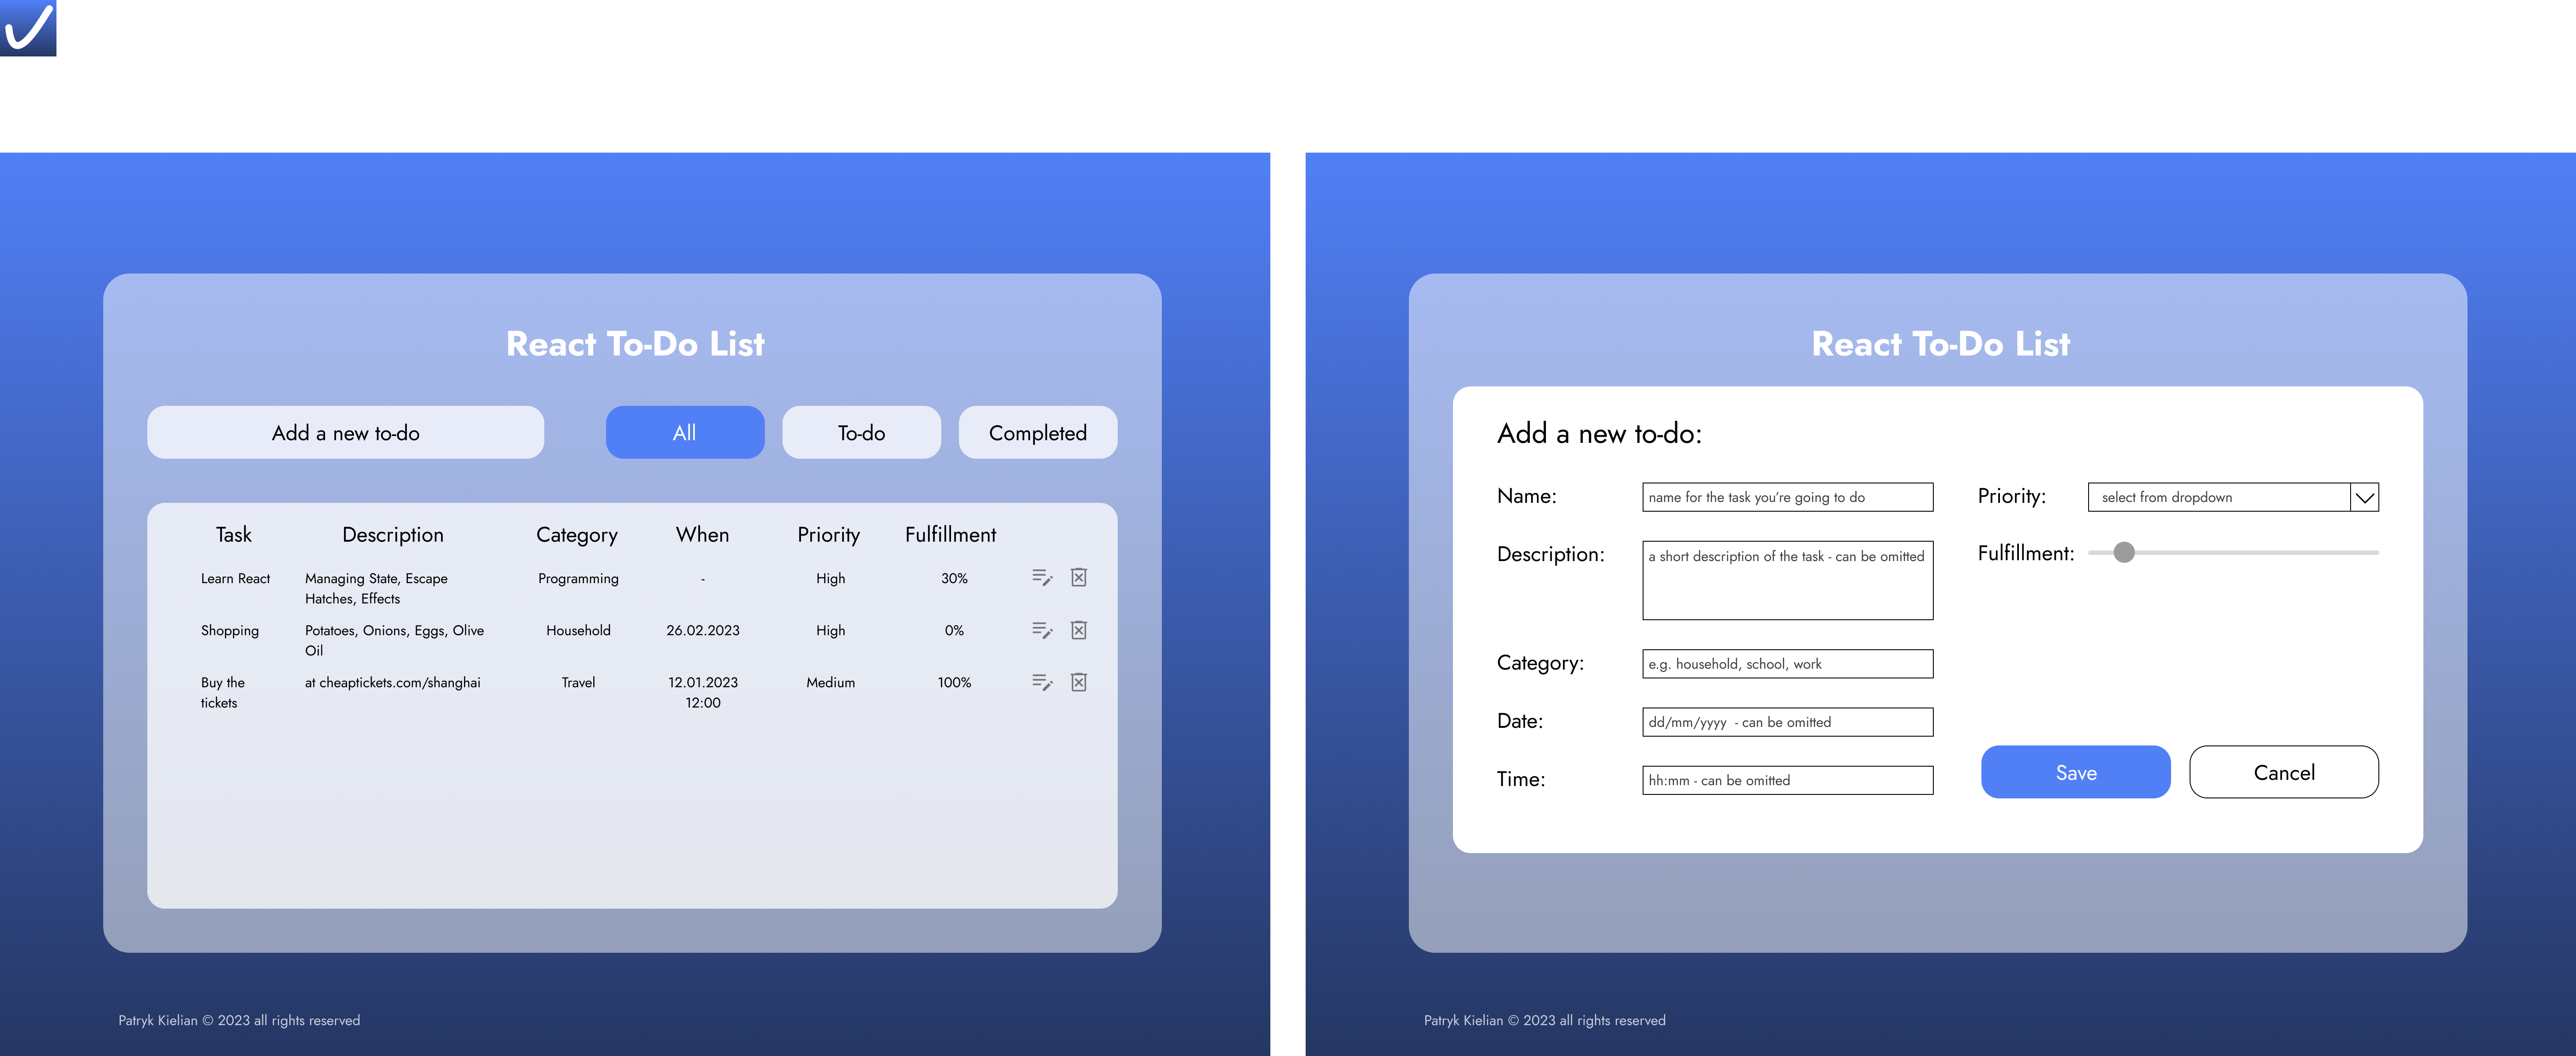 React To-Do List
Add a new to-do
All
To-do
Completed
Task
Description
Category
When
Priority
Fulfillment
Learn React
Managing State, Escape
Hatches, Effects
Programming
-
High
30%
Shopping
Potatoes, Onions, Eggs, Olive
Oil
Household
26.02.2023
High
0%
Buy the
tickets
at cheaptickets.com/shanghai
Travel
12.01.2023
12:00
Medium
100%
Patryk Kielian © 2023 all rights reserved
React To-Do List
Add a new to-do:
Name:
name for the task you’re going to do
Description:
a short description of the task - can be omitted
Category:
e.g. household, school, work
Date:
dd/mm/yyyy  - can be omitted
Time:
hh:mm - can be omitted
Priority:
select from dropdown
Fulfillment:
Save
Cancel
Patryk Kielian © 2023 all rights reserved